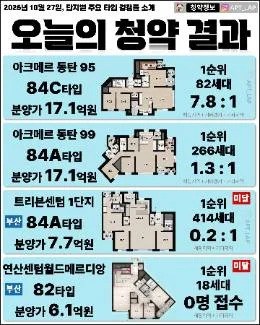 2025년 10월 27일, 단지별 주요 타입 결정돈 소개
청약정보 APT_LAP
오늘의 청약 결과
아크메르 동탄 95
84C타입
분양가 17.1억원
1순위
82세대
7.8 : 1
아크메르 동탄 99
84A타입
분양가 17.1억원
1순위
266세대
1.3 : 1
트리븐센텀 1단지
부산 84A타입
분양가 7.7억원
1순위 미달
414세대
0.2 : 1
연산센텀월드메르디앙
부산 82타입
분양가 6.1억원
1순위 미달
18세대
0명 접수